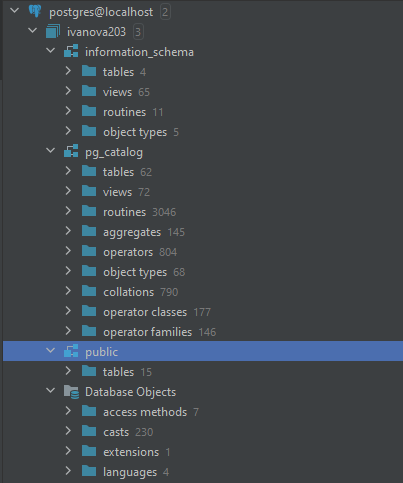 postgres@localhost 2
ivanova203 3
information_schema
tables 4
views 65
routines 11
object types 5
pg_catalog
tables 62
views 72
routines 3046
aggregates 145
operators 804
object types 68
collations 790
operator classes 177
operator families 146
public
tables 15
Database Objects
access methods 7
casts 230
extensions 1
languages 4